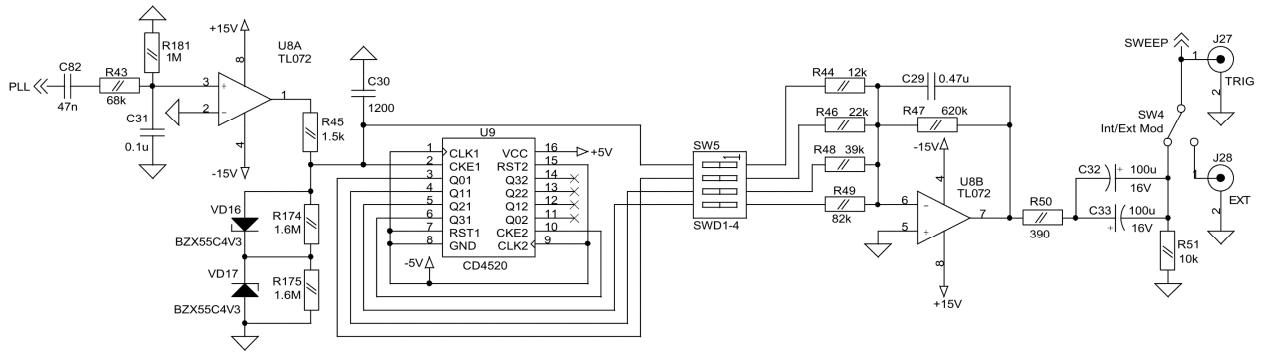 PLL
C82
47n
R43
68k
R181
1M
C31
0.1u
+15V
8
U8A
TL072
3
+
2
−
1
4
-15V
R45
1.5k
C30
1200
VD16
BZX55C4V3
R174
1.6M
VD17
BZX55C4V3
R175
1.6M
U9
1 CLK1
2 CKE1
3 Q01
4 Q11
5 Q21
6 Q31
7 RST1
8 GND
VCC 16
+5V
RST2 15
Q32 14
Q22 13
Q12 12
Q02 11
CKE2 10
CLK2 9
CD4520
-5V
SW5
1
SWD1-4
R44 12k
R46 22k
R48 39k
R49
82k
C29 0.47u
R47 620k
-15V
4
U8B
TL072
6
−
5
+
7
8
+15V
R50
390
C32
+
100u
16V
C33
+
100u
16V
R51
10k
SW4
Int/Ext Mod
SWEEP
J27
1
TRIG
2
J28
1
EXT
2